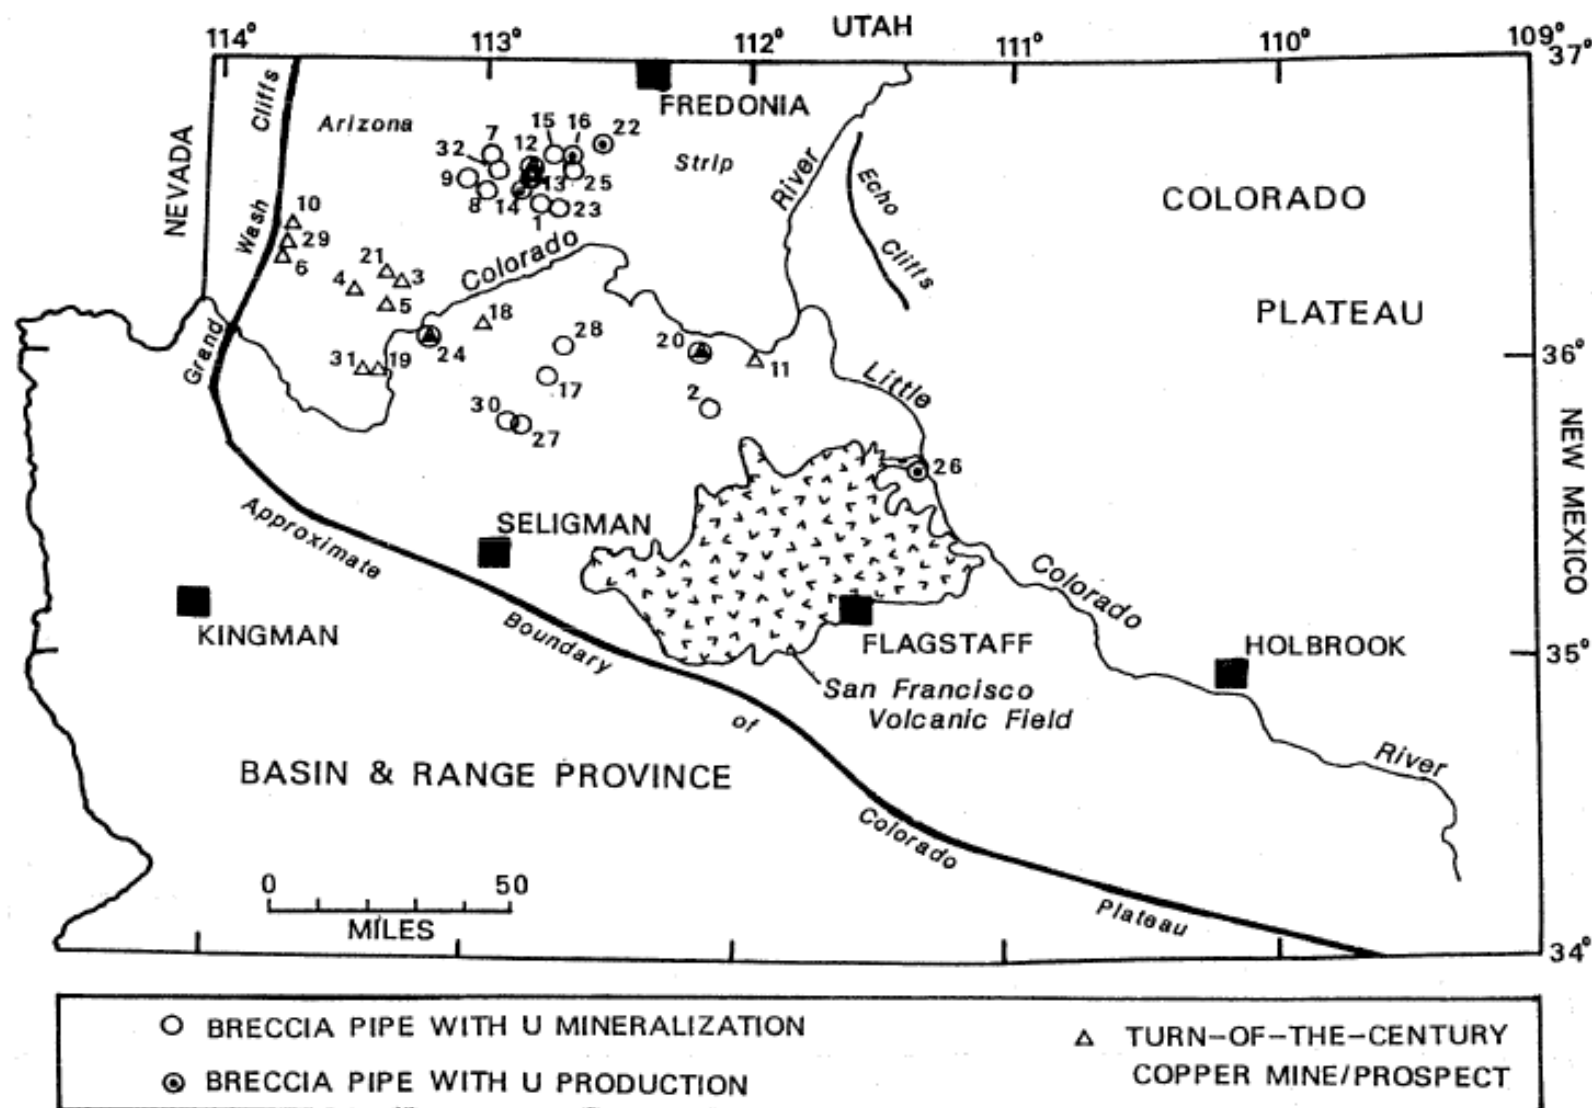 UTAH
114° 113° 112° 111° 110° 109°
37°
FREDONIA
Cliffs
Arizona
Strip
15 16 22
7 12
32
9
13 25
8 14
1 23
NEVADA
Wash
River
Echo
Cliffs
COLORADO
PLATEAU
10
29
6
21
4 3
5
Colorado
18
28
24
20
11
36°
Grand
31 19
17
2
Little
30
27
26
NEW MEXICO
Approximate
SELIGMAN
KINGMAN
Boundary
FLAGSTAFF
Colorado
HOLBROOK
35°
San Francisco
Volcanic Field
of
River
BASIN & RANGE PROVINCE
Colorado
Plateau
0 50
MILES
34°
BRECCIA PIPE WITH U MINERALIZATION
BRECCIA PIPE WITH U PRODUCTION
TURN-OF-THE-CENTURY
COPPER MINE/PROSPECT